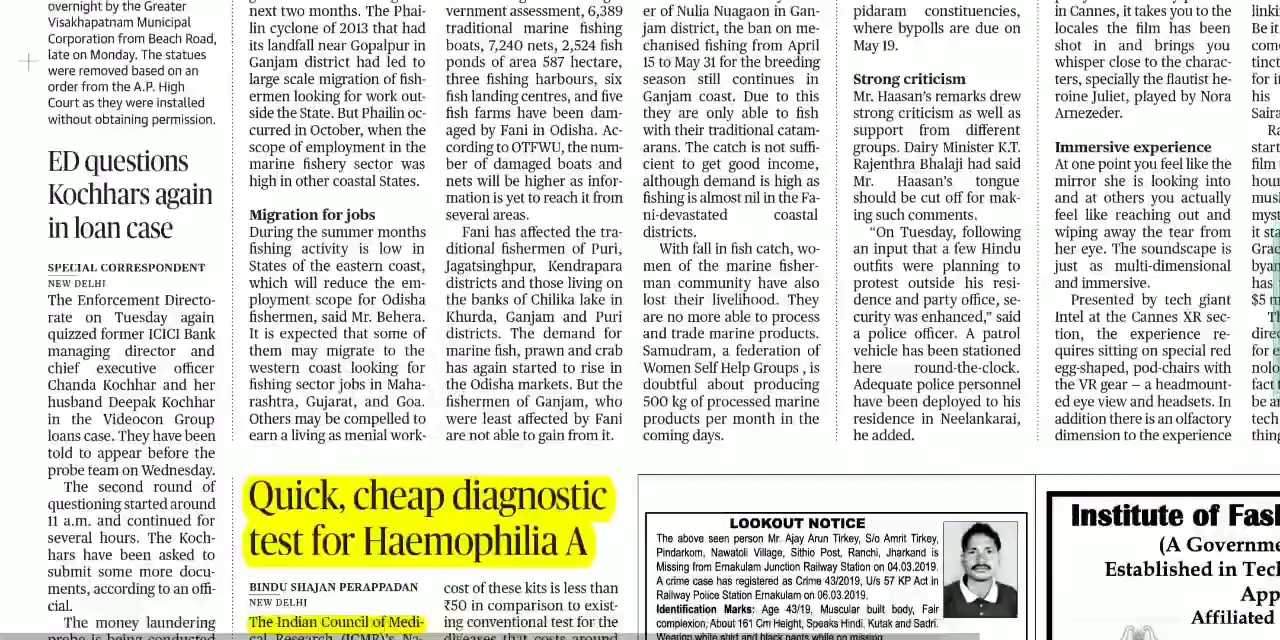 overnight by the Greater
Visakhapatnam Municipal
Corporation from Beach Road,
late on Monday. The statues
were removed based on an
order from the A.P. High
Court as they were installed
without obtaining permission.
ED questions
Kochhars again
in loan case
SPECIAL CORRESPONDENT
NEW DELHI
The Enforcement Directo-
rate on Tuesday again
quizzed former ICICI Bank
managing director and
chief executive officer
Chanda Kochhar and her
husband Deepak Kochhar
in the Videocon Group
loans case. They have been
told to appear before the
probe team on Wednesday.
The second round of
questioning started around
11 a.m. and continued for
several hours. The Koch-
hars have been asked to
submit some more docu-
ments, according to an offi-
cial.
The money laundering
probe is being conducted
next two months. The Phai-
lin cyclone of 2013 that had
its landfall near Gopalpur in
Ganjam district had led to
large scale migration of fish-
ermen looking for work out-
side the State. But Phailin oc-
curred in October, when the
scope of employment in the
marine fishery sector was
high in other coastal States.
Migration for jobs
During the summer months
fishing activity is low in
States of the eastern coast,
which will reduce the em-
ployment scope for Odisha
fishermen, said Mr. Behera.
It is expected that some of
them may migrate to the
western coast looking for
fishing sector jobs in Maha-
rashtra, Gujarat, and Goa.
Others may be compelled to
earn a living as menial work-
vernment assessment, 6,389
traditional marine fishing
boats, 7,240 nets, 2,524 fish
ponds of area 587 hectare,
three fishing harbours, six
fish landing centres, and five
fish farms have been dam-
aged by Fani in Odisha. Ac-
cording to OTFWU, the num-
ber of damaged boats and
nets will be higher as infor-
mation is yet to reach it from
several areas.
Fani has affected the tra-
ditional fishermen of Puri,
Jagatsinghpur, Kendrapara
districts and those living on
the banks of Chilika lake in
Khurda, Ganjam and Puri
districts. The demand for
marine fish, prawn and crab
has again started to rise in
the Odisha markets. But the
fishermen of Ganjam, who
were least affected by Fani
are not able to gain from it.
er of Nulia Nuagaon in Gan-
jam district, the ban on me-
chanised fishing from April
15 to May 31 for the breeding
season still continues in
Ganjam coast. Due to this
they are only able to fish
with their traditional catam-
arans. The catch is not suffi-
cient to get good income,
although demand is high as
fishing is almost nil in the Fa-
ni-devastated coastal
districts.
With fall in fish catch, wo-
men of the marine fisher-
man community have also
lost their livelihood. They
are no more able to process
and trade marine products.
Samudram, a federation of
Women Self Help Groups , is
doubtful about producing
500 kg of processed marine
products per month in the
coming days.
pidaram constituencies,
where bypolls are due on
May 19.
Strong criticism
Mr. Haasan's remarks drew
strong criticism as well as
support from different
groups. Dairy Minister K.T.
Rajenthra Bhalaji had said
Mr. Haasan's tongue
should be cut off for mak-
ing such comments.
"On Tuesday, following
an input that a few Hindu
outfits were planning to
protest outside his resi-
dence and party office, se-
curity was enhanced," said
a police officer. A patrol
vehicle has been stationed
here round-the-clock.
Adequate police personnel
have been deployed to his
residence in Neelankarai,
he added.
in Cannes, it takes you to the
locales the film has been
shot in and brings you
whisper close to the charac-
ters, specially the flautist he-
roine Juliet, played by Nora
Arnezeder.
Immersive experience
At one point you feel like the
mirror she is looking into
and at others you actually
feel like reaching out and
wiping away the tear from
her eye. The soundscape is
just as multi-dimensional
and immersive.
Presented by tech giant
Intel at the Cannes XR sec-
tion, the experience re-
quires sitting on special red
egg-shaped, pod-chairs with
the VR gear – a headmount-
ed eye view and headsets. In
addition there is an olfactory
dimension to the experience
Quick, cheap diagnostic
test for Haemophilia A
BINDU SHAJAN PERAPPADAN
NEW DELHI
The Indian Council of Medi-
cal Research (ICMR)'s Na-
cost of these kits is less than
₹50 in comparison to exist-
ing conventional test for the
diseases that costs around
LOOKOUT NOTICE
The above seen person Mr. Ajay Arun Tirkey, S/o Amrit Tirkey,
Pindarkom, Nawatoli Village, Sithio Post, Ranchi, Jharkand is
Missing from Ernakulam Junction Railway Station on 04.03.2019.
A crime case has registered as Crime 43/2019, U/s 57 KP Act in
Railway Police Station Ernakulam on 06.03.2019.
Identification Marks: Age 43/19, Muscular built body, Fair
complexion, About 161 Cm Height, Speaks Hindi, Kutak and Sadri.
Wearing white shirt and black pants while on missing
Institute of Fas
(A Governme
Established in Tec
App
Affiliated